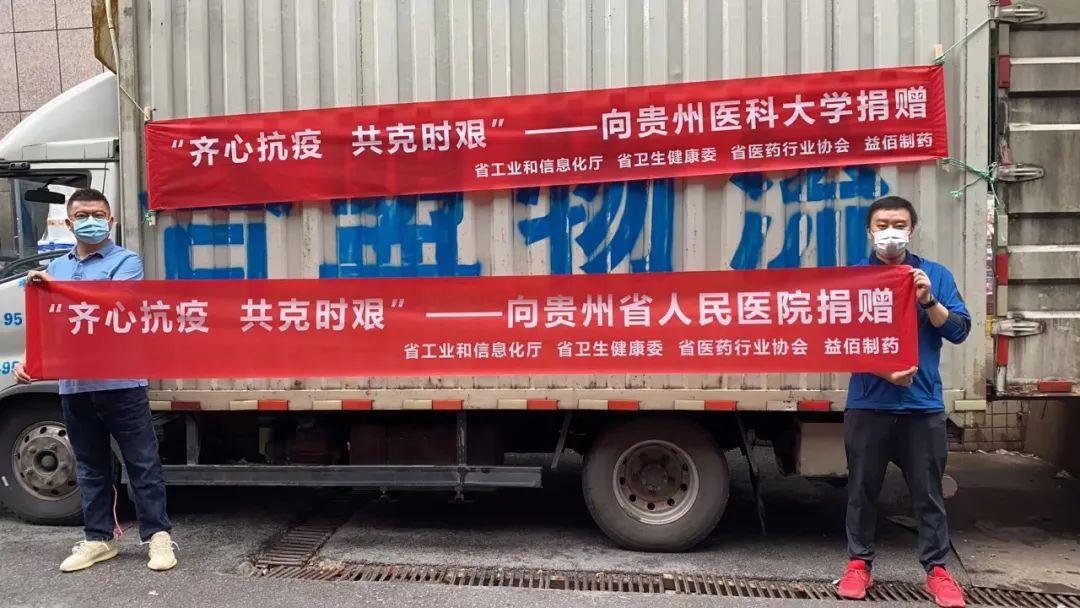 “齐心抗疫 共克时艰”——向贵州医科大学捐赠
省工业和信息化厅 省卫生健康委 省医药行业协会 益佰制药
物流
“齐心抗疫 共克时艰”——向贵州省人民医院捐赠
省工业和信息化厅 省卫生健康委 省医药行业协会 益佰制药
95
495